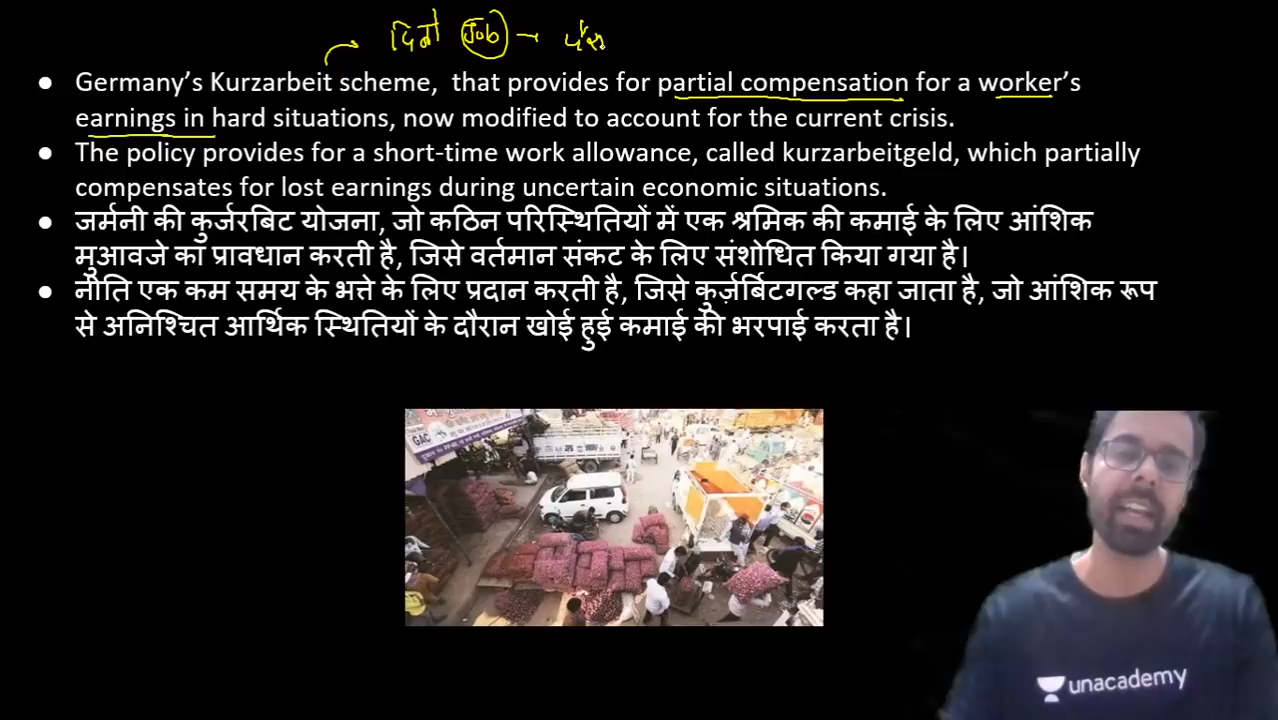 Job
Germany's Kurzarbeit scheme, that provides for partial compensation for a worker's
earnings in hard situations, now modified to account for the current crisis.
The policy provides for a short-time work allowance, called kurzarbeitgeld, which partially
compensates for lost earnings during uncertain economic situations.
जर्मनी की कुर्जरबिट योजना, जो कठिन परिस्थितियों में एक श्रमिक की कमाई के लिए आंशिक
मुआवजे का प्रावधान करती है, जिसे वर्तमान संकट के लिए संशोधित किया गया है।
नीति एक कम समय के भत्ते के लिए प्रदान करती है, जिसे कुर्ज़र्बिटगल्ड कहा जाता है, जो आंशिक रूप
से अनिश्चित आर्थिक स्थितियों के दौरान खोई हुई कमाई की भरपाई करता है।
GAC
unacademy